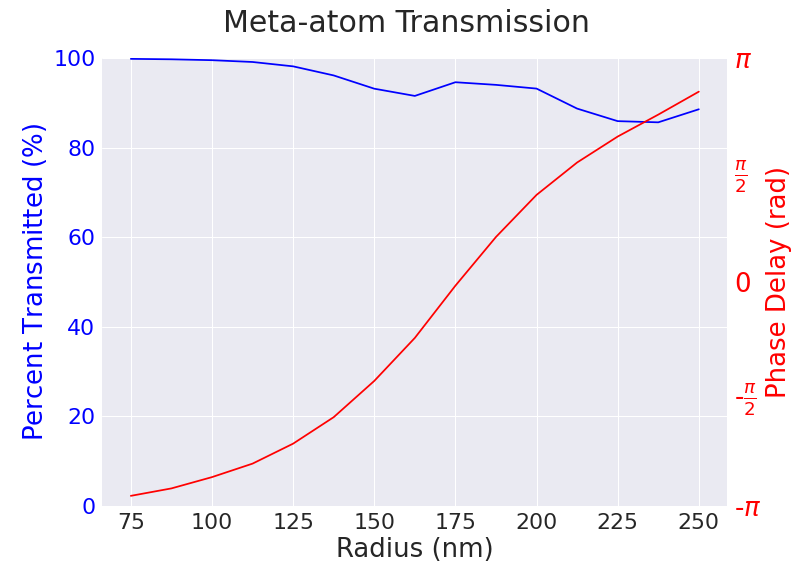 Meta-atom Transmission
Percent Transmitted (%)
100
80
60
40
20
0
75 100 125 150 175 200 225 250
Radius (nm)
π
π/2
0
-π/2
-π
Phase Delay (rad)